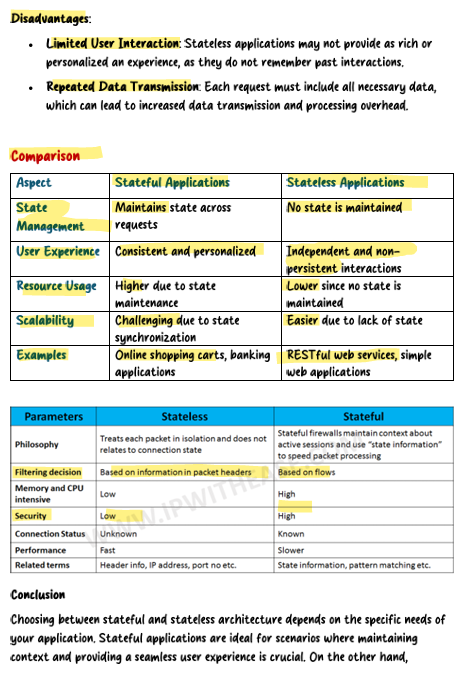 Disadvantages:
• Limited User Interaction: Stateless applications may not provide as rich or
personalized an experience, as they do not remember past interactions.
• Repeated Data Transmission: Each request must include all necessary data,
which can lead to increased data transmission and processing overhead.
Comparison
Aspect Stateful Applications Stateless Applications
State Management Maintains state across requests No state is maintained
User Experience Consistent and personalized Independent and non-persistent interactions
Resource Usage Higher due to state maintenance Lower since no state is maintained
Scalability Challenging due to state synchronization Easier due to lack of state
Examples Online shopping carts, banking applications RESTful web services, simple web applications
Parameters Stateless Stateful
Philosophy Treats each packet in isolation and does not relates to connection state Stateful firewalls maintain context about active sessions and use "state information" to speed packet processing
Filtering decision Based on information in packet headers Based on flows
Memory and CPU intensive Low High
Security Low High
Connection Status Unknown Known
Performance Fast Slower
Related terms Header info, IP address, port no etc. State information, pattern matching etc.
Conclusion
Choosing between stateful and stateless architecture depends on the specific needs of
your application. Stateful applications are ideal for scenarios where maintaining
context and providing a seamless user experience is crucial. On the other hand,